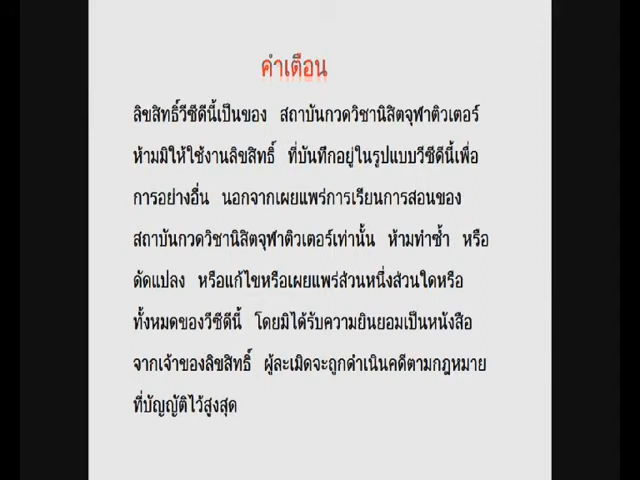 คำเตือน
ลิขสิทธิ์วีซีดีนี้เป็นของ สถาบันกวดวิชานิสิตจุฬาติวเตอร์
ห้ามมิให้ใช้งานลิขสิทธิ์ ที่บันทึกอยู่ในรูปแบบวีซีดีนี้เพื่อ
การอย่างอื่น นอกจากเผยแพร่การเรียนการสอนของ
สถาบันกวดวิชานิสิตจุฬาติวเตอร์เท่านั้น ห้ามทำซ้ำ หรือ
ดัดแปลง หรือแก้ไขหรือเผยแพร่ส่วนหนึ่งส่วนใดหรือ
ทั้งหมดของวีซีดีนี้ โดยมิได้รับความยินยอมเป็นหนังสือ
จากเจ้าของลิขสิทธิ์ ผู้ละเมิดจะถูกดำเนินคดีตามกฎหมาย
ที่บัญญัติไว้สูงสุด